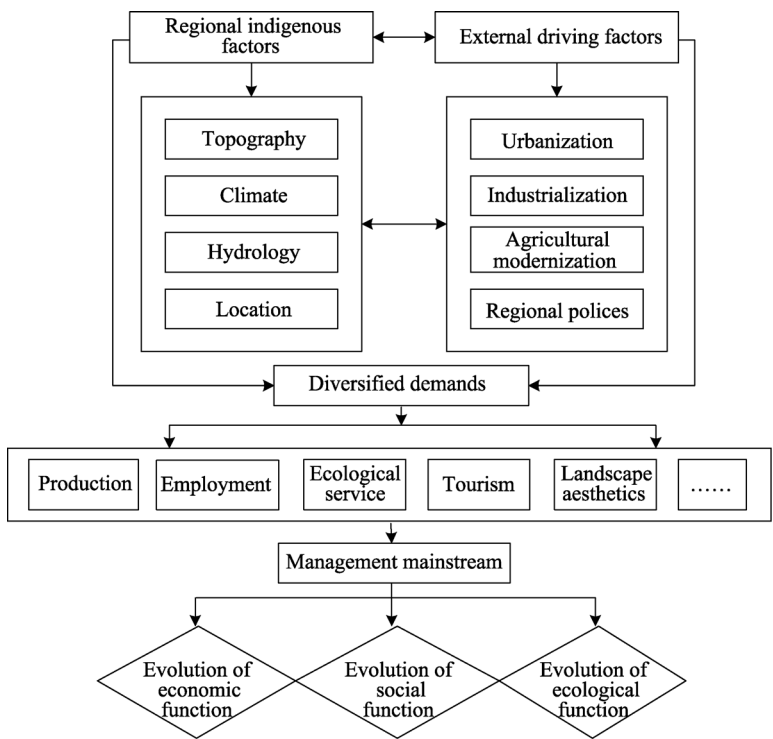 Regional indigenous
factors
External driving factors
Topography
Climate
Hydrology
Location
Urbanization
Industrialization
Agricultural
modernization
Regional polices
Diversified demands
Production
Employment
Ecological
service
Tourism
Landscape
aesthetics
……
Management mainstream
Evolution of
economic
function
Evolution of
social
function
Evolution of
ecological
function